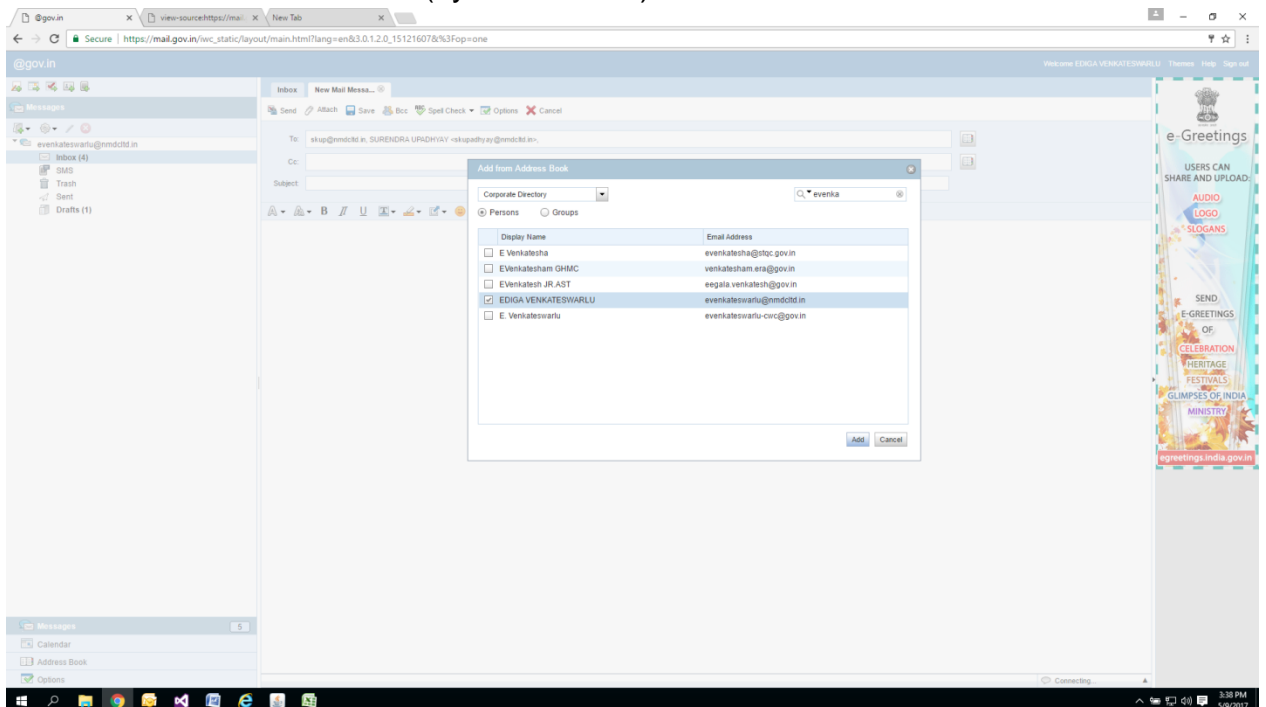 @gov.in
view-source:https://mail
New Tab
Secure | https://mail.gov.in/iwc_static/layout/main.html?lang=en&3.0.1.2.0_15121607&%3Fop=one
@gov.in
Welcome EDIGA VENKATESWARLU Themes Help Sign out
Messages
evenkateswarlu@nmdcltd.in
Inbox (4)
SMS
Trash
Sent
Drafts (1)
Inbox New Mail Messa...
Send Attach Save Bcc Spell Check Options Cancel
To: skup@nmdcltd.in, SURENDRA UPADHYAY <skupadhyay@nmdcltd.in>,
Cc:
Subject:
B I U
Add from Address Book
Corporate Directory
evenka
Persons Groups
Display Name Email Address
E Venkatesha evenkatesha@stqc.gov.in
EVenkatesham GHMC venkatesham.era@gov.in
EVenkatesh JR.AST eegala.venkatesh@gov.in
EDIGA VENKATESWARLU evenkateswarlu@nmdcltd.in
E. Venkateswarlu evenkateswarlu-cwc@gov.in
Add Cancel
e-Greetings
USERS CAN
SHARE AND UPLOAD:
AUDIO
LOGO
SLOGANS
SEND
E-GREETINGS
OF
CELEBRATION
HERITAGE
FESTIVALS
GLIMPSES OF INDIA
MINISTRY
egreetings.india.gov.in
Messages 5
Calendar
Address Book
Options
Connecting...
3:38 PM
5/9/2017